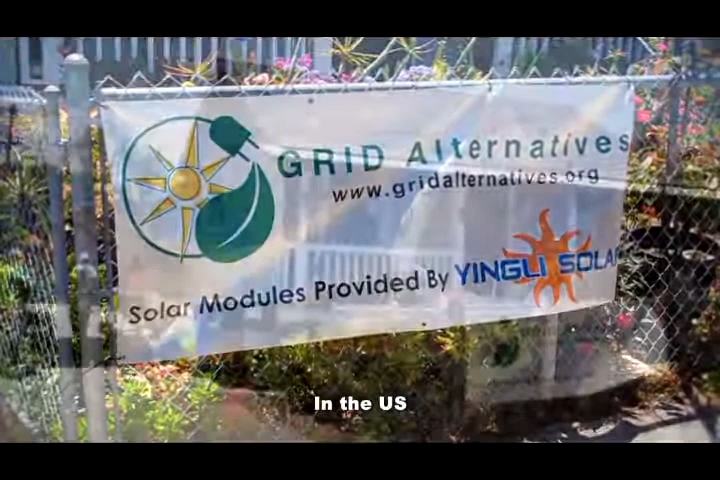 GRID Alternatives
www.gridalternatives.org
Solar Modules Provided By YINGLI SOLAR
In the US